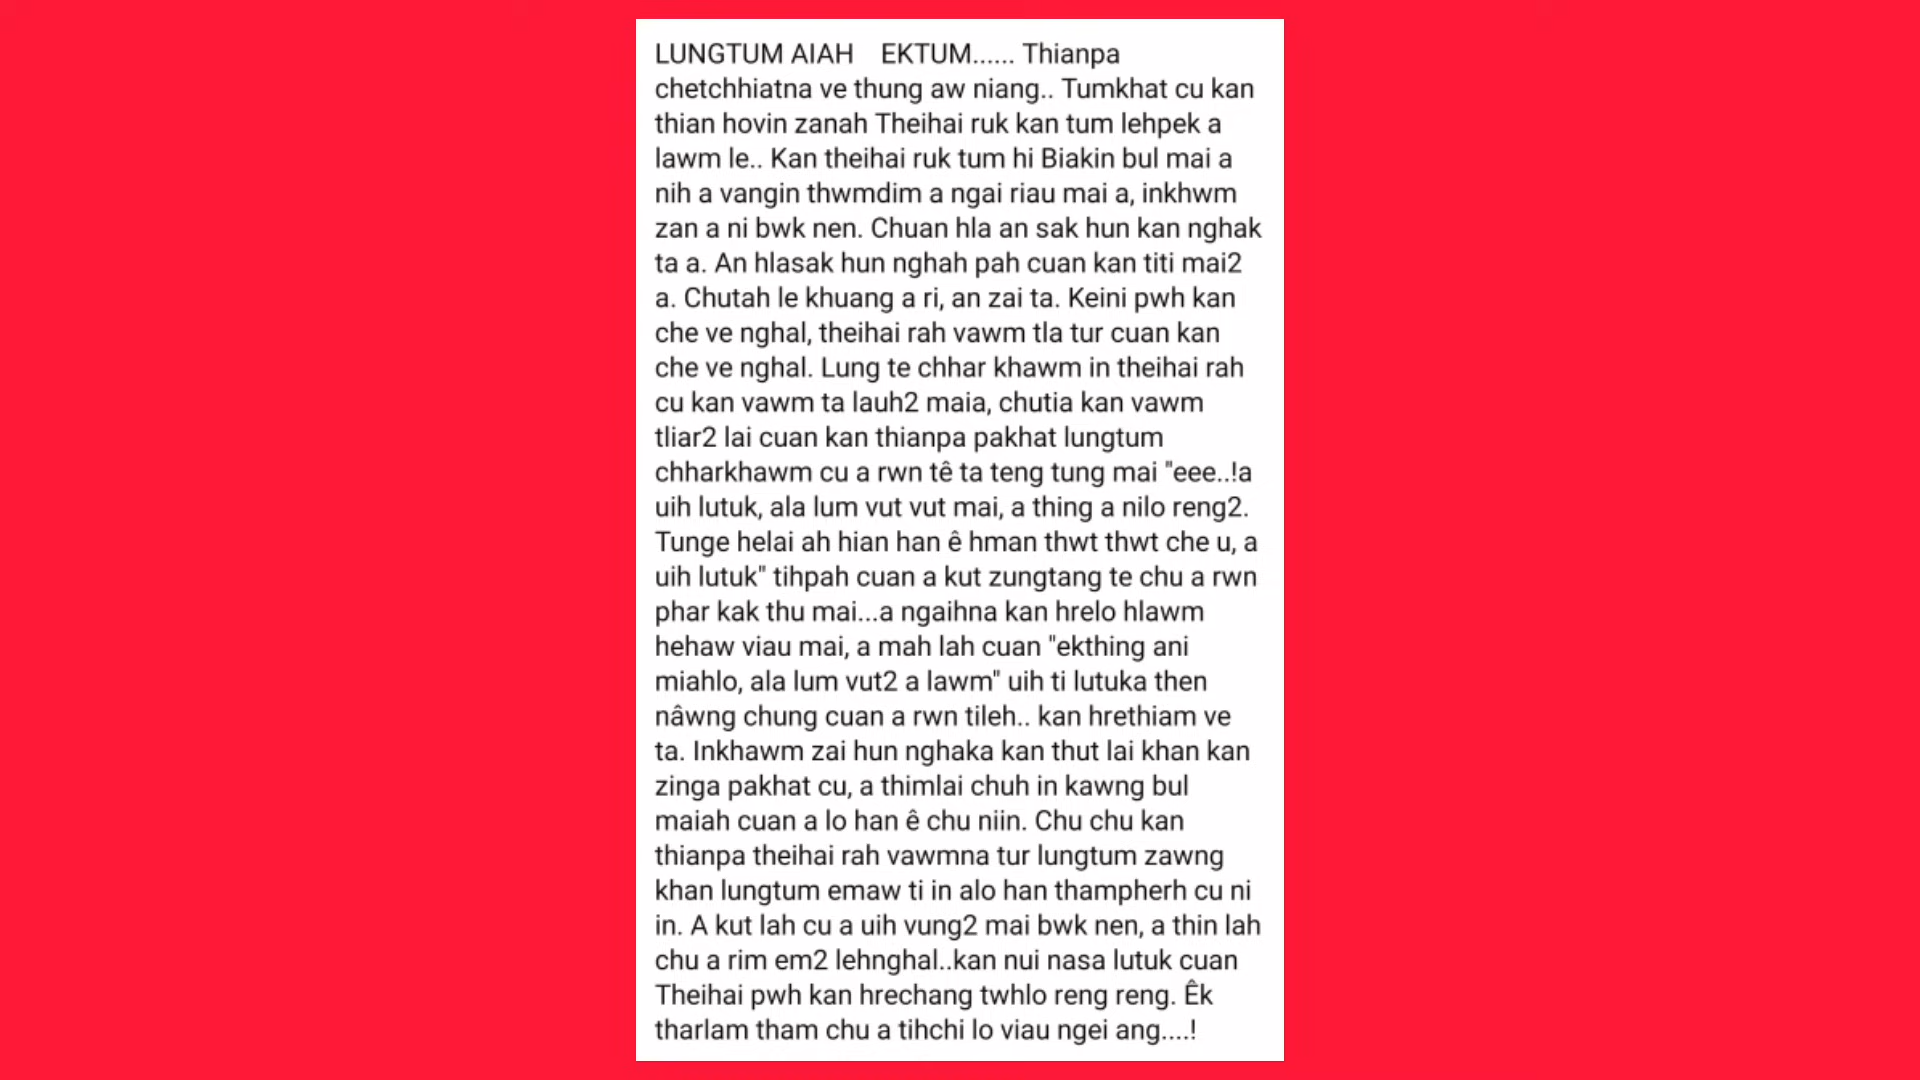 LUNGTUM AIAH    EKTUM...... Thianpa
chetchhiatna ve thung aw niang.. Tumkhat cu kan
thian hovin zanah Theihai ruk kan tum lehpek a
lawm le.. Kan theihai ruk tum hi Biakin bul mai a
nih a vangin thwmdim a ngai riau mai a, inkhwm
zan a ni bwk nen. Chuan hla an sak hun kan nghak
ta a. An hlasak hun nghah pah cuan kan titi mai2
a. Chutah le khuang a ri, an zai ta. Keini pwh kan
che ve nghal, theihai rah vawm tla tur cuan kan
che ve nghal. Lung te chhar khawm in theihai rah
cu kan vawm ta lauh2 maia, chutia kan vawm
tliar2 lai cuan kan thianpa pakhat lungtum
chharkhawm cu a rwn tê ta teng tung mai "eee..!a
uih lutuk, ala lum vut vut mai, a thing a nilo reng2.
Tunge helai ah hian han ê hman thwt thwt che u, a
uih lutuk" tihpah cuan a kut zungtang te chu a rwn
phar kak thu mai...a ngaihna kan hrelo hlawm
hehaw viau mai, a mah lah cuan "ekthing ani
miahlo, ala lum vut2 a lawm" uih ti lutuka then
nâwng chung cuan a rwn tileh.. kan hrethiam ve
ta. Inkhawm zai hun nghaka kan thut lai khan kan
zinga pakhat cu, a thimlai chuh in kawng bul
maiah cuan a lo han ê chu niin. Chu chu kan
thianpa theihai rah vawmna tur lungtum zawng
khan lungtum emaw ti in alo han thampherh cu ni
in. A kut lah cu a uih vung2 mai bwk nen, a thin lah
chu a rim em2 lehnghal..kan nui nasa lutuk cuan
Theihai pwh kan hrechang twhlo reng reng. Êk
tharlam tham chu a tihchi lo viau ngei ang....!